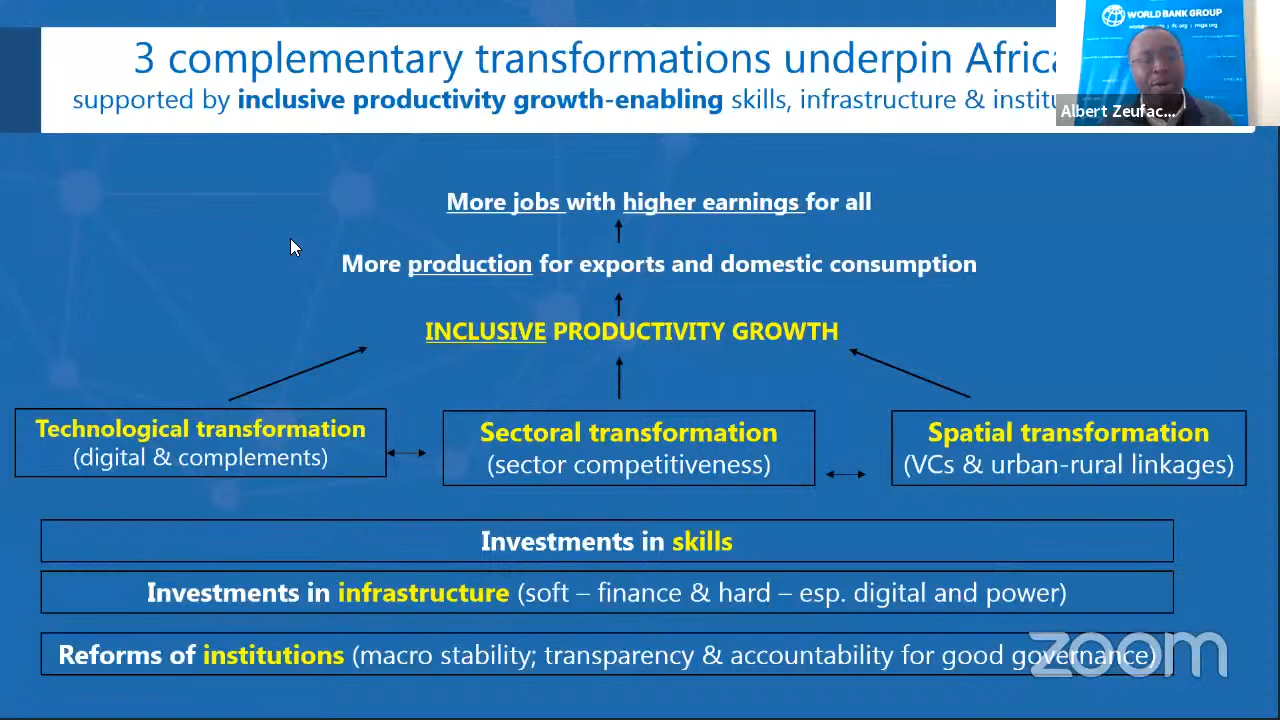 3 complementary transformations underpin Africa
supported by inclusive productivity growth-enabling skills, infrastructure &
WORLD BANK GROUP
Albert Zeufac...
More jobs with higher earnings for all
More production for exports and domestic consumption
INCLUSIVE PRODUCTIVITY GROWTH
Technological transformation
(digital & complements)
Sectoral transformation
(sector competitiveness)
Spatial transformation
(VCs & urban-rural linkages)
Investments in skills
Investments in infrastructure (soft – finance & hard – esp. digital and power)
Reforms of institutions (macro stability; transparency & accountability for good governance)
zoom